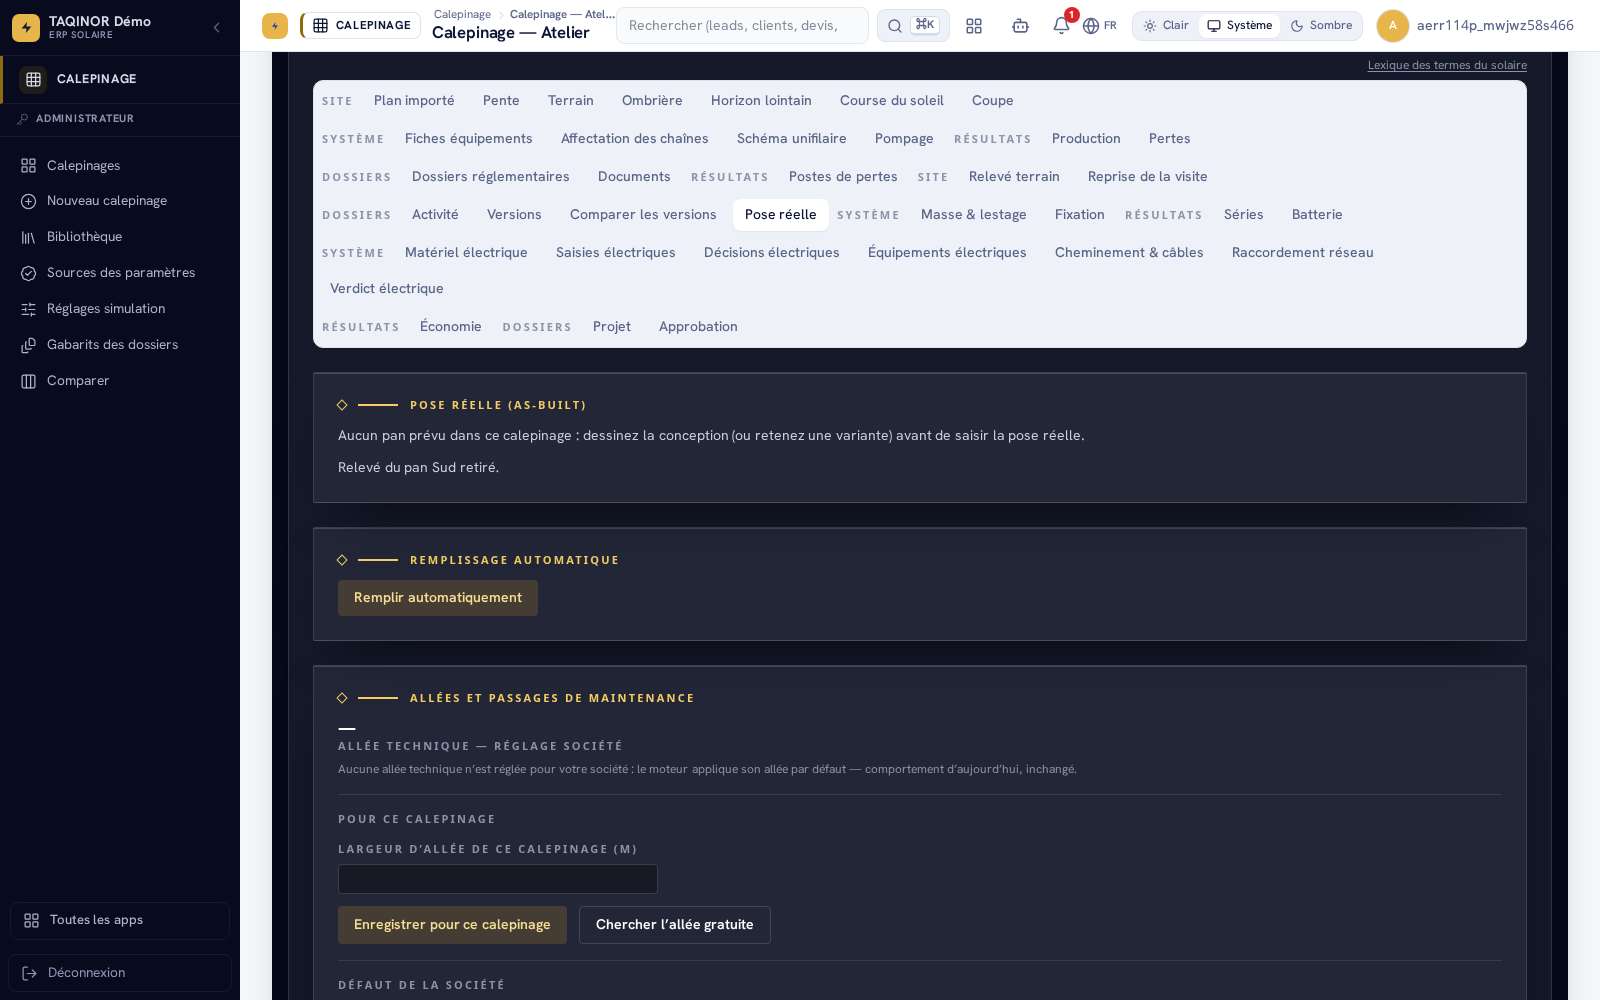 TAQINOR Démo
ERP SOLAIRE
CALEPINAGE
ADMINISTRATEUR
Calepinages
Nouveau calepinage
Bibliothèque
Sources des paramètres
Réglages simulation
Gabarits des dossiers
Comparer
Toutes les apps
Déconnexion
CALEPINAGE
Calepinage > Calepinage — Atel...
Calepinage — Atelier
Rechercher (leads, clients, devis,
⌘K
1
FR
Clair
Système
Sombre
A
aerr114p_mwjwz58s466
Lexique des termes du solaire
SITE Plan importé Pente Terrain Ombrière Horizon lointain Course du soleil Coupe
SYSTÈME Fiches équipements Affectation des chaînes Schéma unifilaire Pompage RÉSULTATS Production Pertes
DOSSIERS Dossiers réglementaires Documents RÉSULTATS Postes de pertes SITE Relevé terrain Reprise de la visite
DOSSIERS Activité Versions Comparer les versions Pose réelle SYSTÈME Masse & lestage Fixation RÉSULTATS Séries Batterie
SYSTÈME Matériel électrique Saisies électriques Décisions électriques Équipements électriques Cheminement & câbles Raccordement réseau
Verdict électrique
RÉSULTATS Économie DOSSIERS Projet Approbation
POSE RÉELLE (AS-BUILT)
Aucun pan prévu dans ce calepinage : dessinez la conception (ou retenez une variante) avant de saisir la pose réelle.
Relevé du pan Sud retiré.
REMPLISSAGE AUTOMATIQUE
Remplir automatiquement
ALLÉES ET PASSAGES DE MAINTENANCE
—
ALLÉE TECHNIQUE — RÉGLAGE SOCIÉTÉ
Aucune allée technique n'est réglée pour votre société : le moteur applique son allée par défaut — comportement d'aujourd'hui, inchangé.
POUR CE CALEPINAGE
LARGEUR D'ALLÉE DE CE CALEPINAGE (M)
Enregistrer pour ce calepinage
Chercher l'allée gratuite
DÉFAUT DE LA SOCIÉTÉ